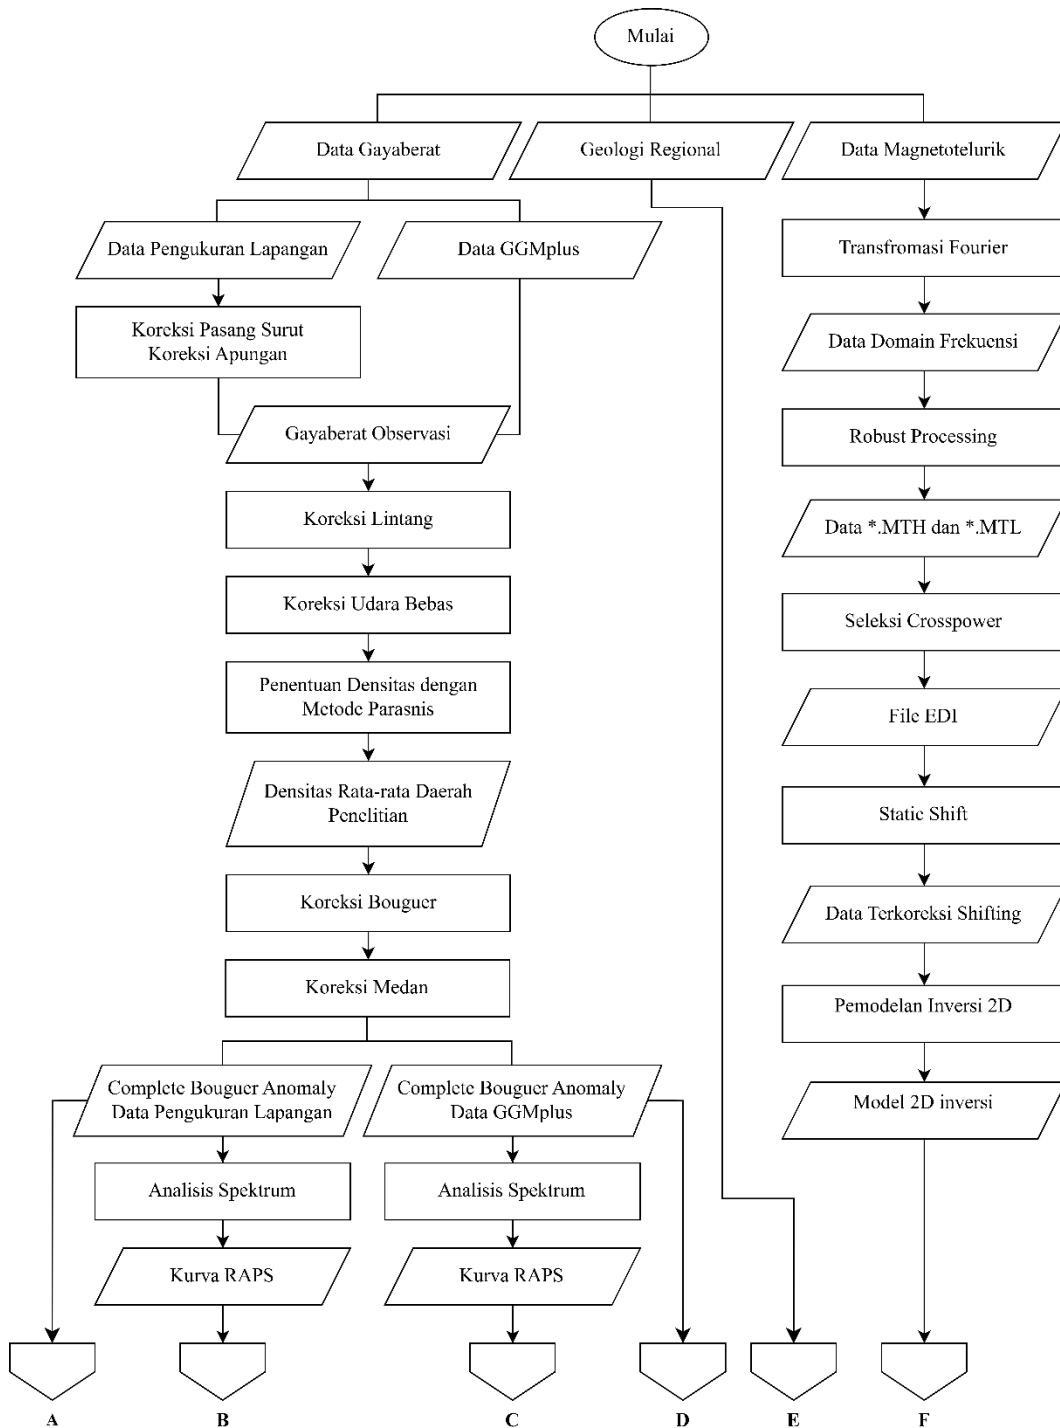 Mulai
Data Gayaberat
Geologi Regional
Data Magnetotelurik
Data Pengukuran Lapangan
Data GGMplus
Transfromasi Fourier
Koreksi Pasang Surut
Koreksi Apungan
Data Domain Frekuensi
Gayaberat Observasi
Robust Processing
Koreksi Lintang
Data *.MTH dan *.MTL
Koreksi Udara Bebas
Seleksi Crosspower
Penentuan Densitas dengan
Metode Parasnis
File EDI
Densitas Rata-rata Daerah
Penelitian
Static Shift
Koreksi Bouguer
Data Terkoreksi Shifting
Koreksi Medan
Pemodelan Inversi 2D
Complete Bouguer Anomaly
Data Pengukuran Lapangan
Complete Bouguer Anomaly
Data GGMplus
Model 2D inversi
Analisis Spektrum
Analisis Spektrum
Kurva RAPS
Kurva RAPS
A
B
C
D
E
F